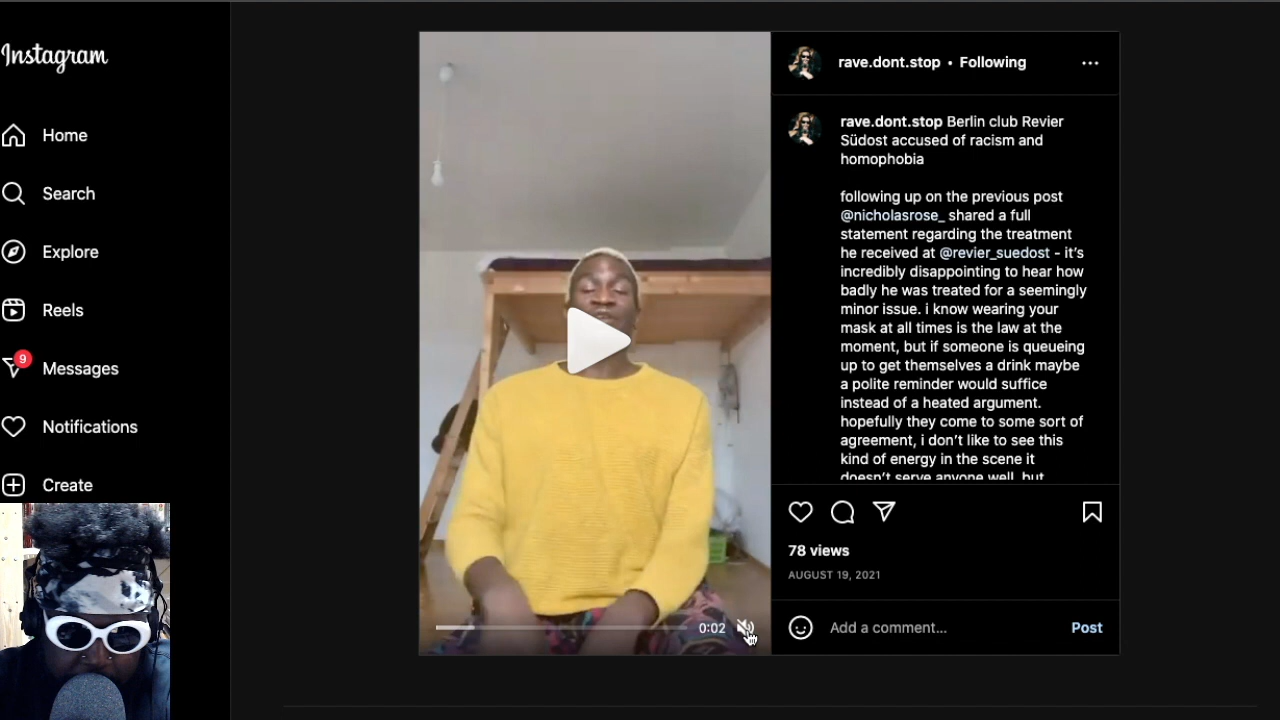 Instagram
Home
Search
Explore
Reels
9
Messages
Notifications
Create
0:02
rave.dont.stop • Following
rave.dont.stop Berlin club Revier
Südost accused of racism and
homophobia
following up on the previous post
@nicholasrose_ shared a full
statement regarding the treatment
he received at @revier_suedost - it’s
incredibly disappointing to hear how
badly he was treated for a seemingly
minor issue. i know wearing your
mask at all times is the law at the
moment, but if someone is queueing
up to get themselves a drink maybe
a polite reminder would suffice
instead of a heated argument.
hopefully they come to some sort of
agreement, i don’t like to see this
kind of energy in the scene it
doesn’t serve anyone well, but
78 views
AUGUST 19, 2021
Add a comment...
Post